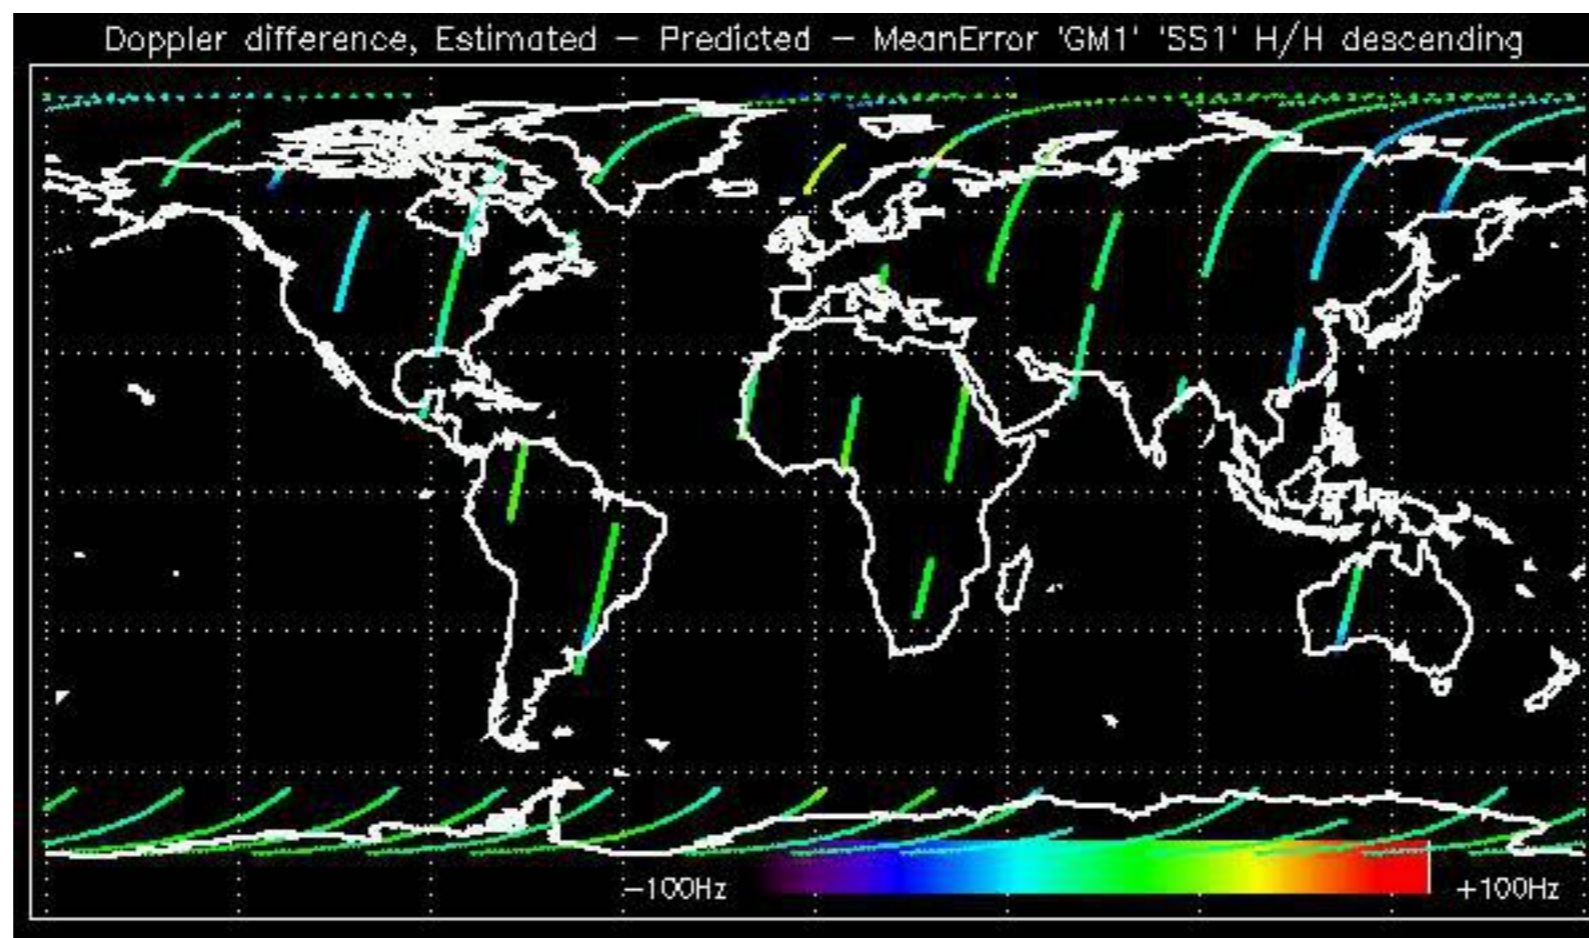 Doppler difference, Estimated – Predicted – MeanError 'GM1' 'SS1' H/H descending
–100Hz +100Hz